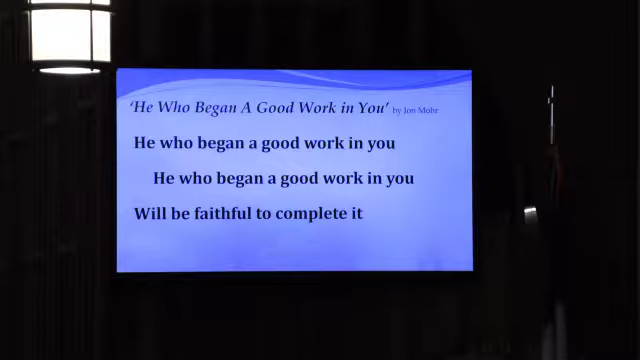 ‘He Who Began A Good Work in You’ by Jon Mohr
He who began a good work in you
He who began a good work in you
Will be faithful to complete it